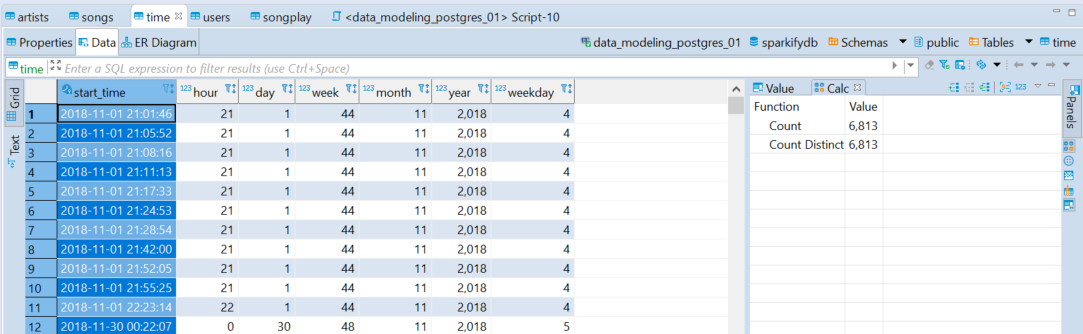 artists songs time users songplay <data_modeling_postgres_01> Script-10
Properties Data ER Diagram data_modeling_postgres_01 sparkifydb Schemas public Tables time
time Enter a SQL expression to filter results (use Ctrl+Space)
Grid
Text
start_time 123 hour 123 day 123 week 123 month 123 year 123 weekday
1 2018-11-01 21:01:46 21 1 44 11 2,018 4
2 2018-11-01 21:05:52 21 1 44 11 2,018 4
3 2018-11-01 21:08:16 21 1 44 11 2,018 4
4 2018-11-01 21:11:13 21 1 44 11 2,018 4
5 2018-11-01 21:17:33 21 1 44 11 2,018 4
6 2018-11-01 21:24:53 21 1 44 11 2,018 4
7 2018-11-01 21:28:54 21 1 44 11 2,018 4
8 2018-11-01 21:42:00 21 1 44 11 2,018 4
9 2018-11-01 21:52:05 21 1 44 11 2,018 4
10 2018-11-01 21:55:25 21 1 44 11 2,018 4
11 2018-11-01 22:23:14 22 1 44 11 2,018 4
12 2018-11-30 00:22:07 0 30 48 11 2,018 5
Value Calc 123
Function Value
Count 6,813
Count Distinct 6,813
Panels